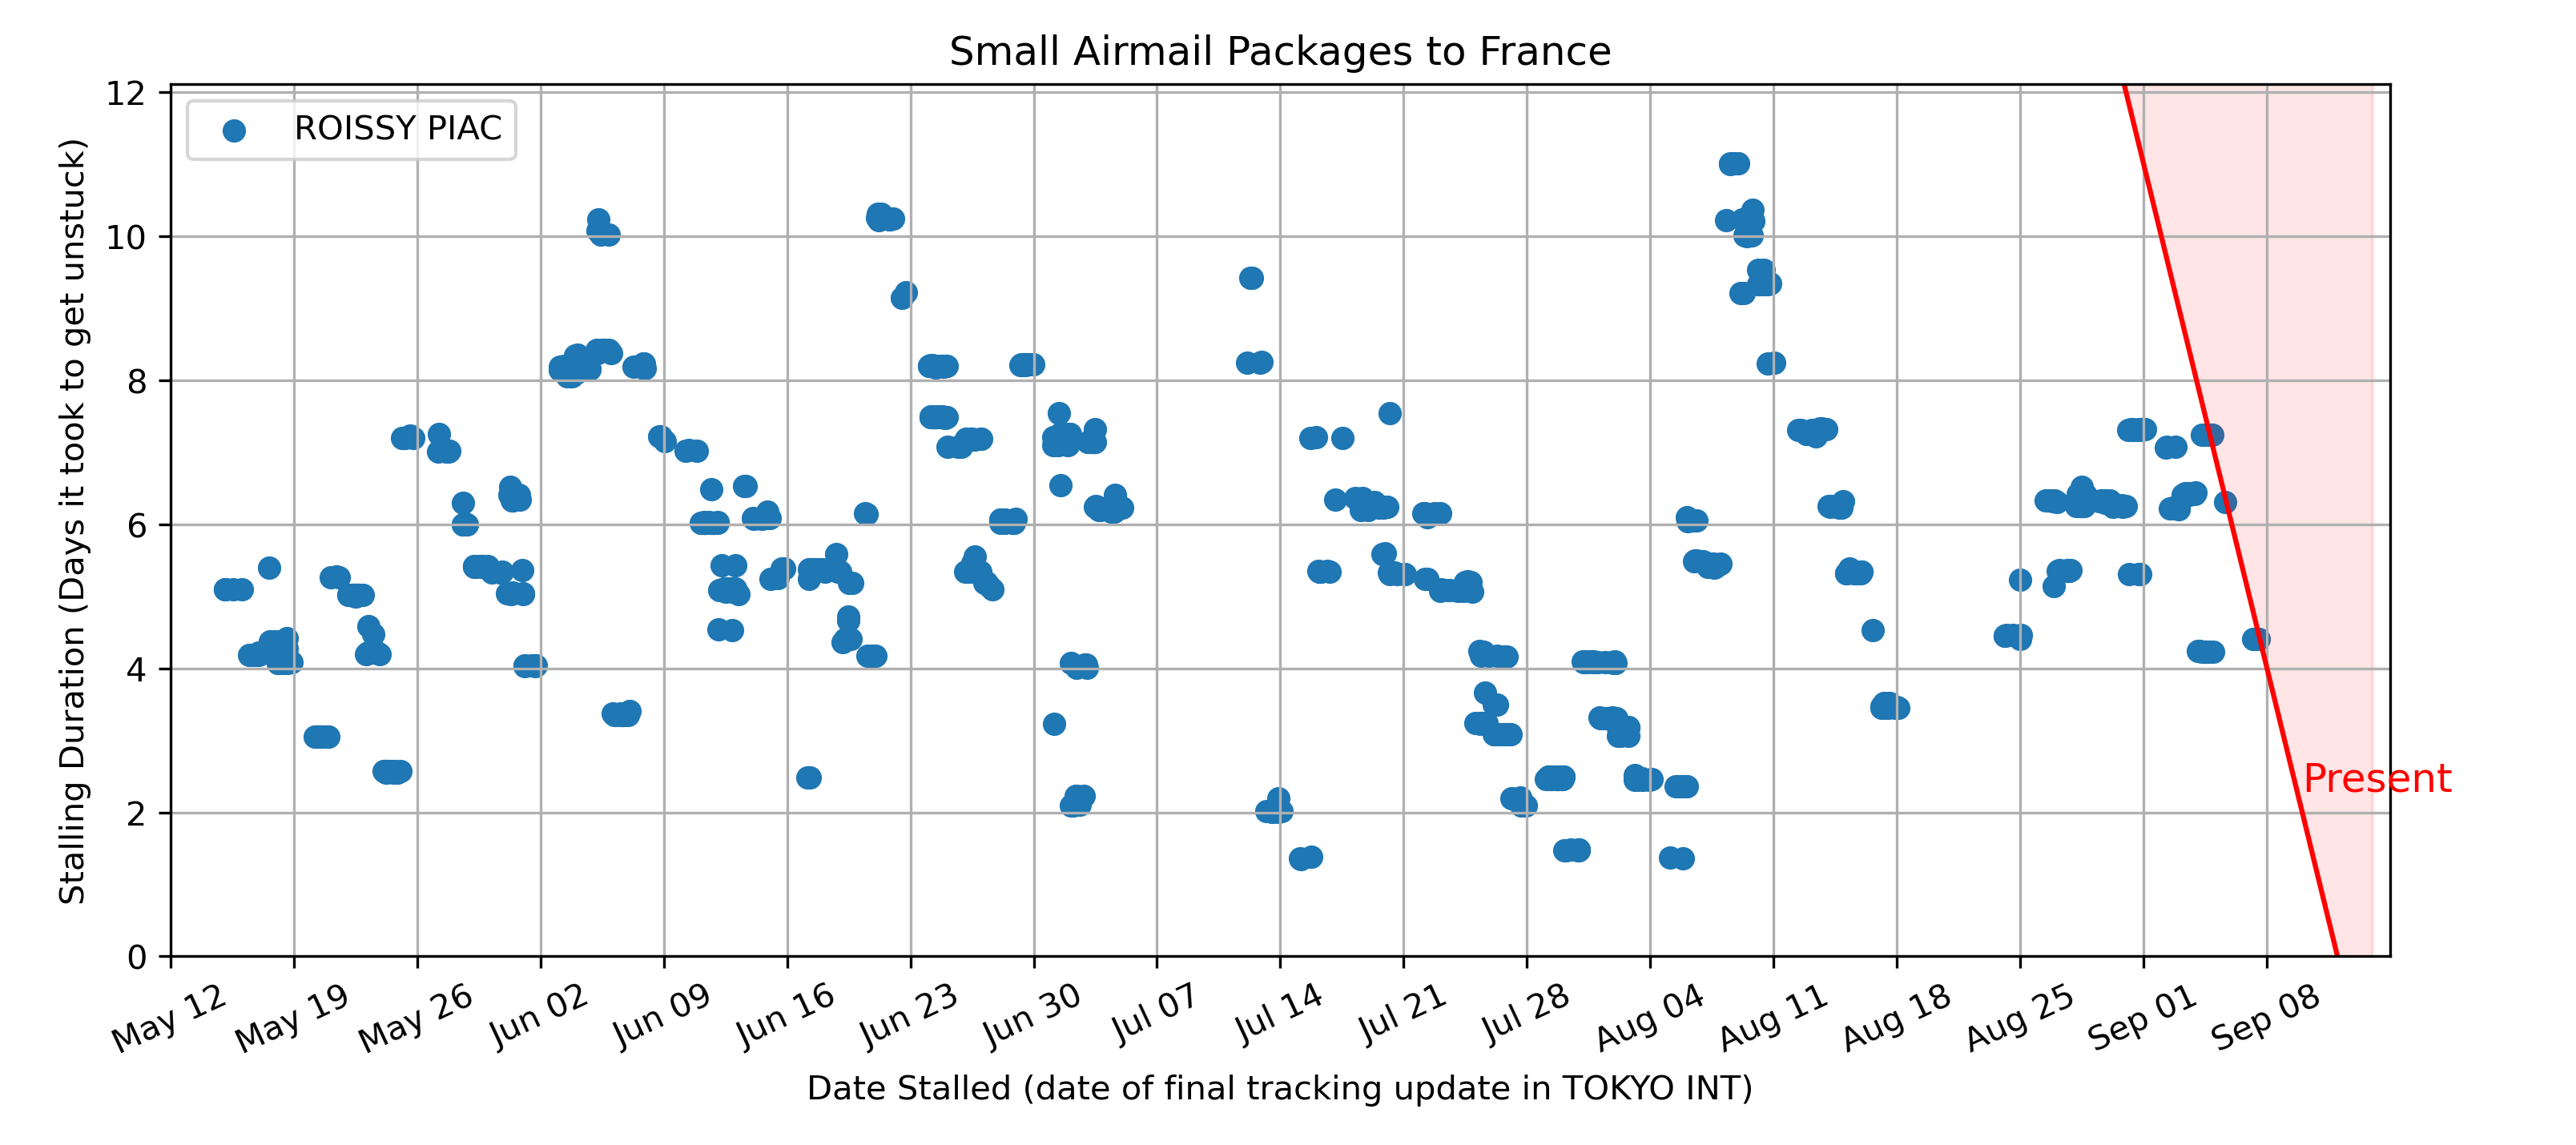 Small Airmail Packages to France
ROISSY PIAC
Stalling Duration (Days it took to get unstuck)
12
10
8
6
4
2
0
Present
May 12
May 19
May 26
Jun 02
Jun 09
Jun 16
Jun 23
Jun 30
Jul 07
Jul 14
Jul 21
Jul 28
Aug 04
Aug 11
Aug 18
Aug 25
Sep 01
Sep 08
Date Stalled (date of final tracking update in TOKYO INT)